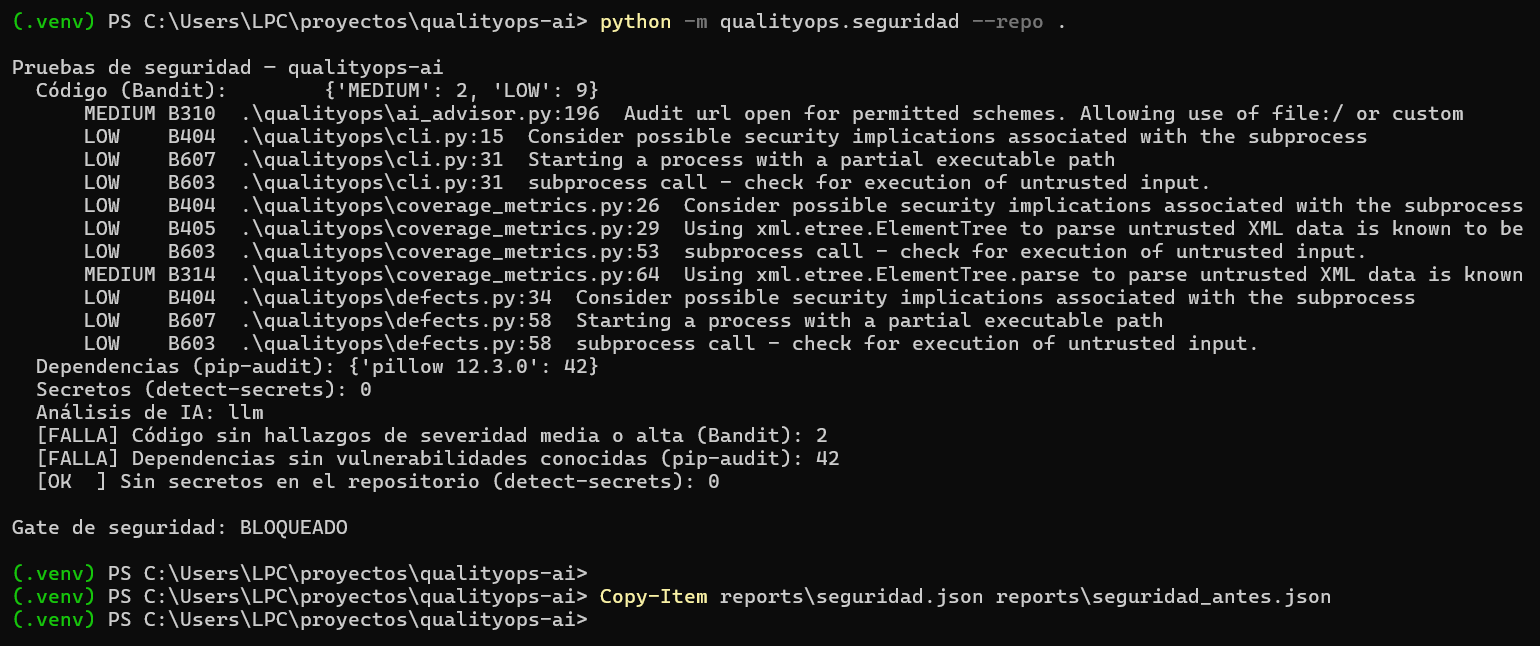 (.venv) PS C:\Users\LPC\proyectos\qualityops-ai> python -m qualityops.seguridad --repo .
Pruebas de seguridad — qualityops-ai
Código (Bandit): {'MEDIUM': 2, 'LOW': 9}
MEDIUM B310 .\qualityops\ai_advisor.py:196 Audit url open for permitted schemes. Allowing use of file:/ or custom
LOW B404 .\qualityops\cli.py:15 Consider possible security implications associated with the subprocess
LOW B607 .\qualityops\cli.py:31 Starting a process with a partial executable path
LOW B603 .\qualityops\cli.py:31 subprocess call - check for execution of untrusted input.
LOW B404 .\qualityops\coverage_metrics.py:26 Consider possible security implications associated with the subprocess
LOW B405 .\qualityops\coverage_metrics.py:29 Using xml.etree.ElementTree to parse untrusted XML data is known to be
LOW B603 .\qualityops\coverage_metrics.py:53 subprocess call - check for execution of untrusted input.
MEDIUM B314 .\qualityops\coverage_metrics.py:64 Using xml.etree.ElementTree.parse to parse untrusted XML data is known
LOW B404 .\qualityops\defects.py:34 Consider possible security implications associated with the subprocess
LOW B607 .\qualityops\defects.py:58 Starting a process with a partial executable path
LOW B603 .\qualityops\defects.py:58 subprocess call - check for execution of untrusted input.
Dependencias (pip-audit): {'pillow 12.3.0': 42}
Secretos (detect-secrets): 0
Análisis de IA: llm
[FALLA] Código sin hallazgos de severidad media o alta (Bandit): 2
[FALLA] Dependencias sin vulnerabilidades conocidas (pip-audit): 42
[OK  ] Sin secretos en el repositorio (detect-secrets): 0
Gate de seguridad: BLOQUEADO
(.venv) PS C:\Users\LPC\proyectos\qualityops-ai>
(.venv) PS C:\Users\LPC\proyectos\qualityops-ai> Copy-Item reports\seguridad.json reports\seguridad_antes.json
(.venv) PS C:\Users\LPC\proyectos\qualityops-ai>